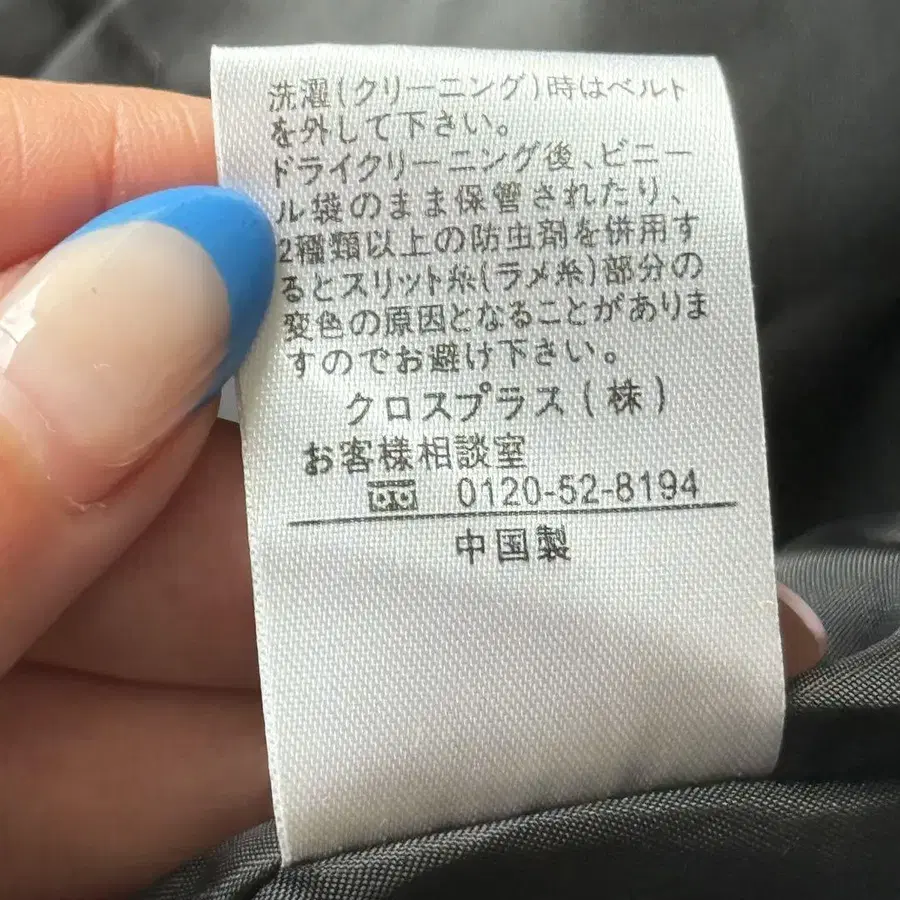 洗濯(クリーニング)時はベルト
を外して下さい。
ドライクリーニング後、ビニー
ル袋のまま保管されたり、
2種類以上の防虫剤を併用す
るとスリット糸(ラメ糸)部分の
変色の原因となることがありま
すのでお避け下さい。
クロスプラス(株)
お客様相談室
0120-52-8194
中国製